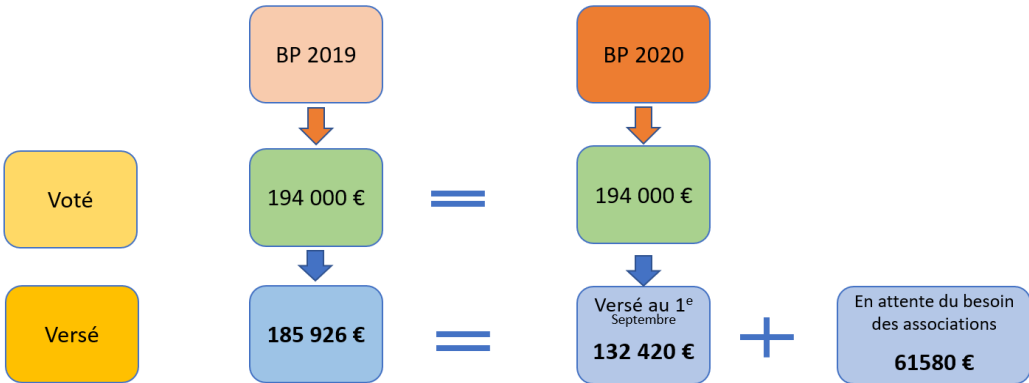 BP 2019
BP 2020
Voté
194 000 €
=
194 000 €
Versé
185 926 €
=
Versé au 1e
Septembre
132 420 €
+
En attente du besoin
des associations
61580 €